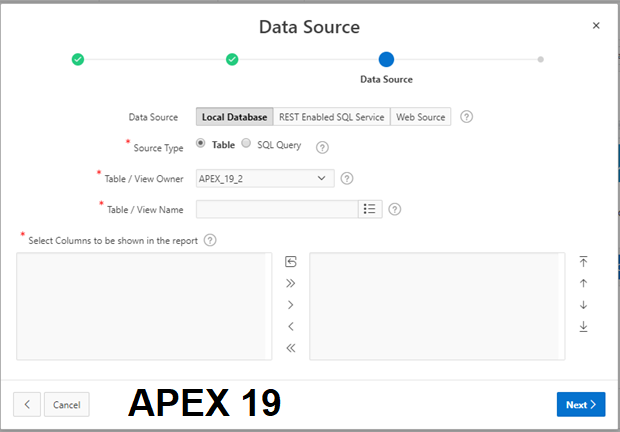 Data Source
Data Source
Data Source Local Database REST Enabled SQL Service Web Source ?
* Source Type Table SQL Query ?
* Table / View Owner APEX_19_2 ?
* Table / View Name ?
* Select Columns to be shown in the report ?
Cancel APEX 19 Next